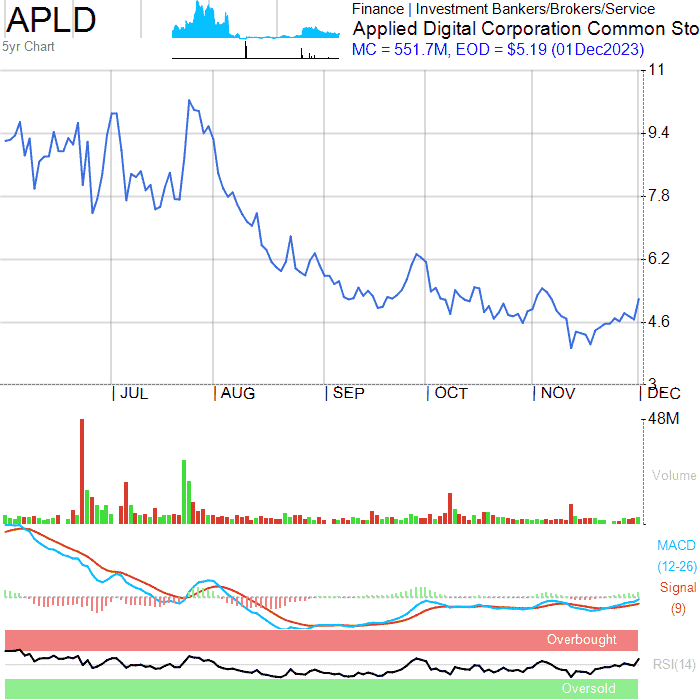 APLD
5yr Chart
Finance | Investment Bankers/Brokers/Service
Applied Digital Corporation Common Sto
MC = 551.7M, EOD = $5.19 (01Dec2023)
11
9.4
7.8
6.2
4.6
3
JUL AUG SEP OCT NOV DEC
48M
Volume
MACD
(12-26)
Signal
(9)
Overbought
RSI(14)
Oversold